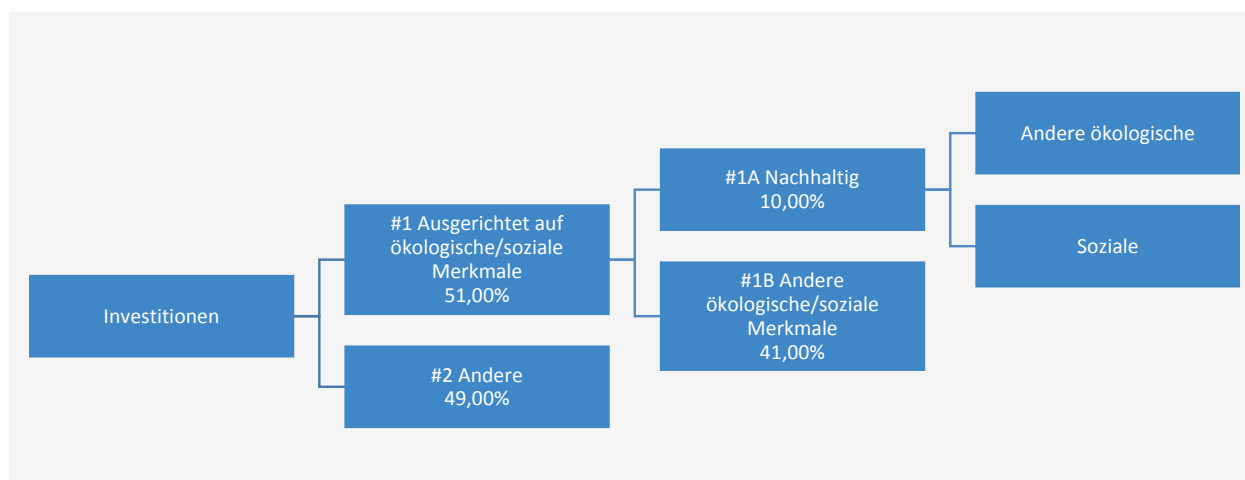 Investitionen
#1 Ausgerichtet auf
ökologische/soziale
Merkmale
51,00%
#2 Andere
49,00%
#1A Nachhaltig
10,00%
#1B Andere
ökologische/soziale
Merkmale
41,00%
Andere ökologische
Soziale